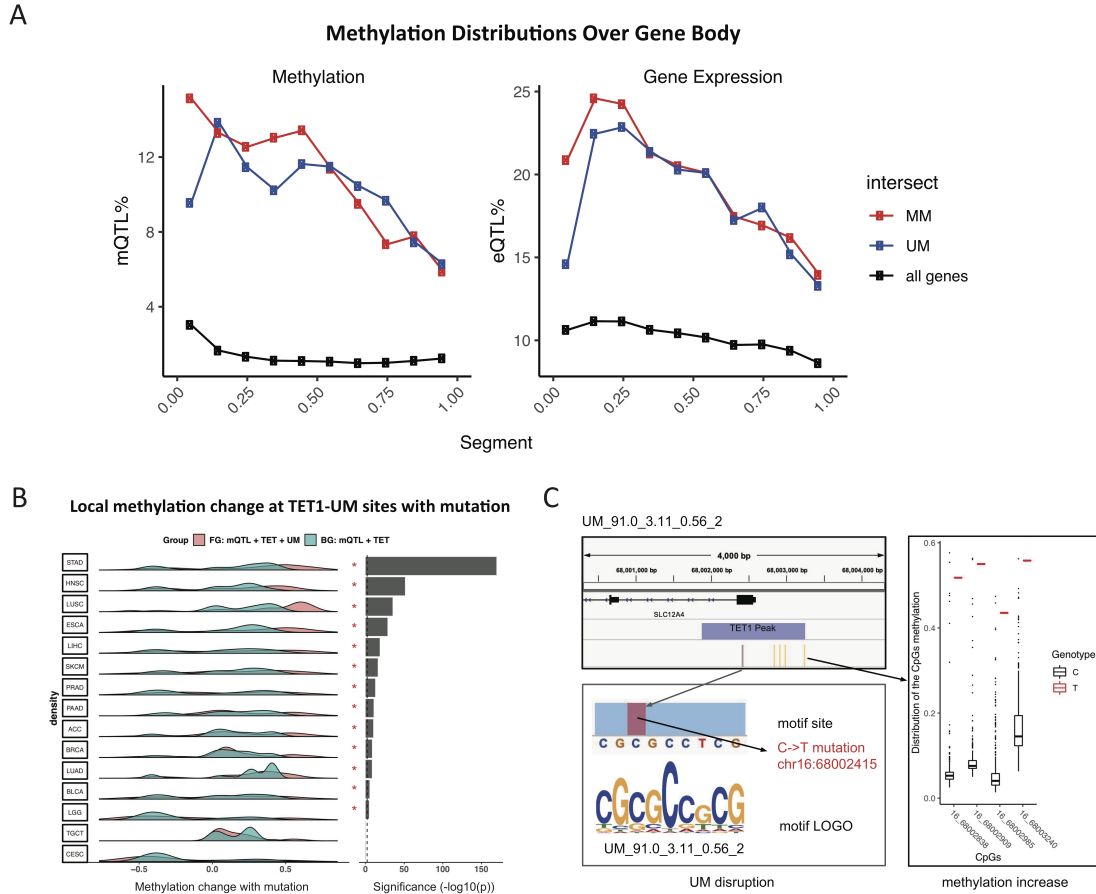 A
Methylation Distributions Over Gene Body
Methylation
Gene Expression
mQTL%
12
8
4
0.00
0.25
0.50
0.75
1.00
eQTL%
25
20
15
10
0.00
0.25
0.50
0.75
1.00
Segment
intersect
MM
UM
all genes
B
Local methylation change at TET1-UM sites with mutation
Group FG: mQTL + TET + UM BG: mQTL + TET
density
STAD *
HNSC *
LUSC *
ESCA *
LIHC *
SKCM *
PRAD *
PAAD *
ACC *
BRCA *
LUAD *
BLCA *
LGG *
TGCT
CESC
−0.5 0.0 0.5
Methylation change with mutation
0 50 100 150
Significance (-log10(p))
C
UM_91.0_3.11_0.56_2
4,000 bp
68,001,000 bp 68,002,000 bp 68,003,000 bp 68,004,000 bp
SLC12A4
TET1 Peak
C G C G C C T C G
motif site
C->T mutation
chr16:68002415
CGCGCCGCG
motif LOGO
UM_91.0_3.11_0.56_2
UM disruption
Distribution of the CpGs methylation
0.6
0.4
0.2
0.0
16_68002838
16_68002909
16_68002985
16_68003240
CpGs
Genotype
C
T
methylation increase